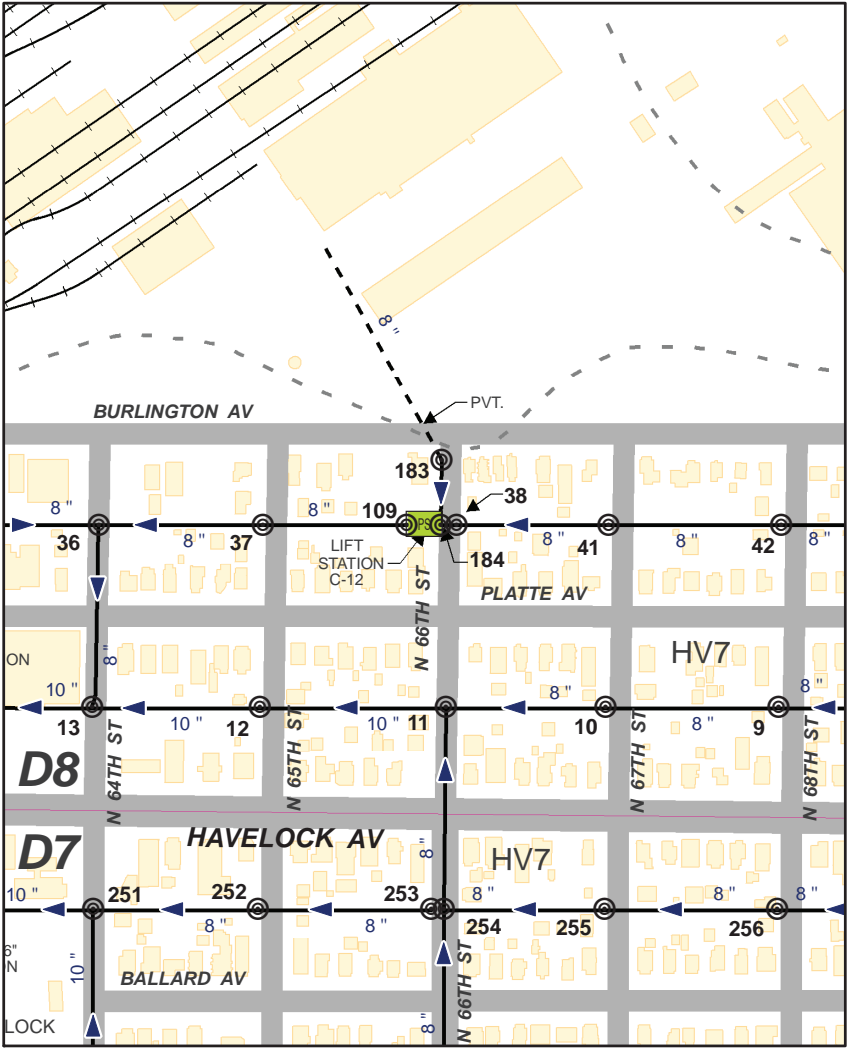 8 "
PVT.
BURLINGTON AV
183
8 "
8 "
109
PS
38
36
8 "
37
LIFT
STATION
C-12
184
8 "
41
8 "
42
8 "
N 66TH ST
PLATTE AV
ON
8 "
HV7
10 "
8 "
8 "
13
10 "
12
10 "
11
10
8 "
9
N 64TH ST
N 65TH ST
N 67TH ST
N 68TH ST
D8
HAVELOCK AV
D7
8 "
HV7
10 "
251
252
253
8 "
8 "
8 "
8 "
8 "
254
255
256
6"
N
10 "
BALLARD AV
N 66TH ST
LOCK
8 "